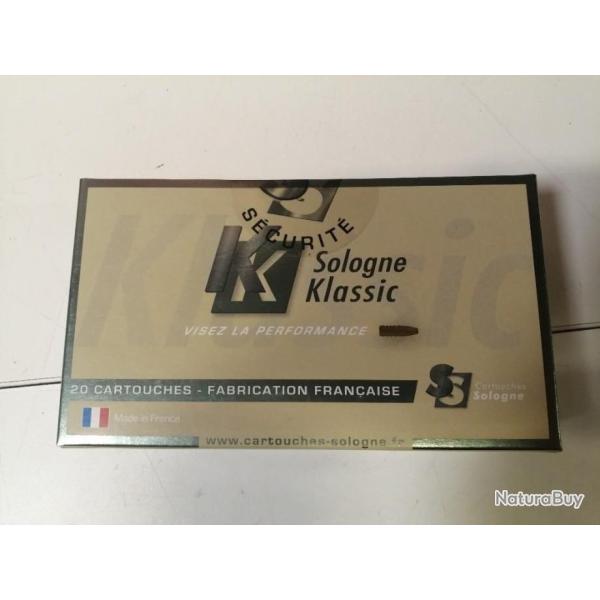 SÉCURITÉ
Klassic
K
Sologne
Klassic
VISEZ LA PERFORMANCE
20 CARTOUCHES - FABRICATION FRANÇAISE
Made in France
Cartouches
Sologne
www.cartouches-sologne.fr
NaturaBuy